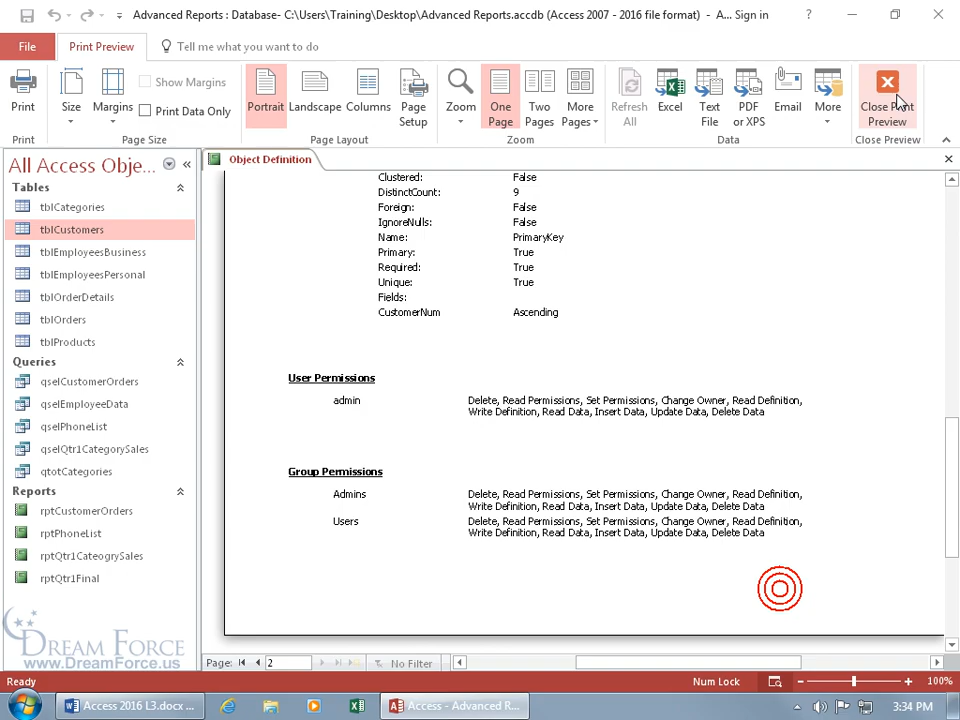 Advanced Reports : Database- C:\Users\Training\Desktop\Advanced Reports.accdb (Access 2007 - 2016 file format) - A... Sign in
?
File
Print Preview
Tell me what you want to do
Print
Size
Margins
Show Margins
Print Data Only
Portrait
Landscape
Columns
Page Setup
Zoom
One Page
Two Pages
More Pages
Refresh All
Excel
Text File
PDF or XPS
Email
More
Close Print Preview
Print
Page Size
Page Layout
Zoom
Data
Close Preview
All Access Obje...
Tables
tblCategories
tblCustomers
tblEmployeesBusiness
tblEmployeesPersonal
tblOrderDetails
tblOrders
tblProducts
Queries
qselCustomerOrders
qselEmployeeData
qselPhoneList
qselQtr1CategorySales
qtotCategories
Reports
rptCustomerOrders
rptPhoneList
rptQtr1CateogrySales
rptQtr1Final
DREAM FORCE
www.DreamForce.us
Object Definition
Clustered: False
DistinctCount: 9
Foreign: False
IgnoreNulls: False
Name: PrimaryKey
Primary: True
Required: True
Unique: True
Fields:
CustomerNum Ascending
User Permissions
admin Delete, Read Permissions, Set Permissions, Change Owner, Read Definition,
Write Definition, Read Data, Insert Data, Update Data, Delete Data
Group Permissions
Admins Delete, Read Permissions, Set Permissions, Change Owner, Read Definition,
Write Definition, Read Data, Insert Data, Update Data, Delete Data
Users Delete, Read Permissions, Set Permissions, Change Owner, Read Definition,
Write Definition, Read Data, Insert Data, Update Data, Delete Data
Page: 2 No Filter
Ready Num Lock 100%
Access 2016 L3.docx ...
Access - Advanced R...
3:34 PM